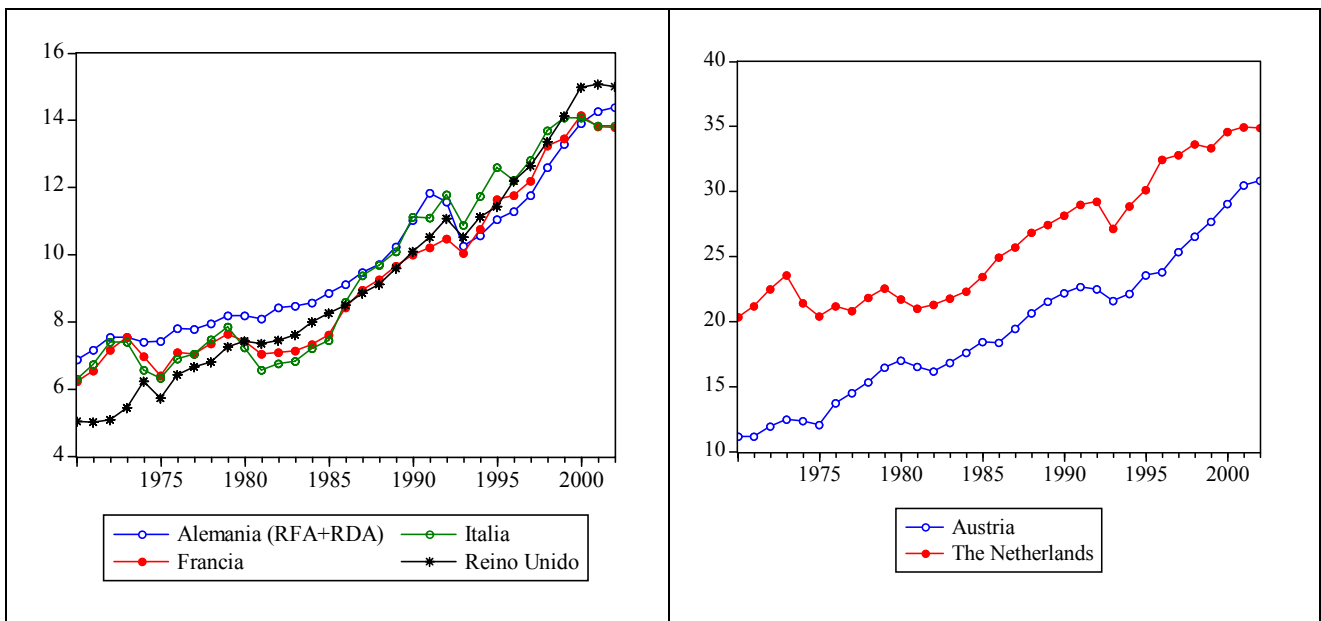 16
14
12
10
8
6
4
1975 1980 1985 1990 1995 2000
Alemania (RFA+RDA) Italia
Francia Reino Unido
40
35
30
25
20
15
10
1975 1980 1985 1990 1995 2000
Austria
The Netherlands